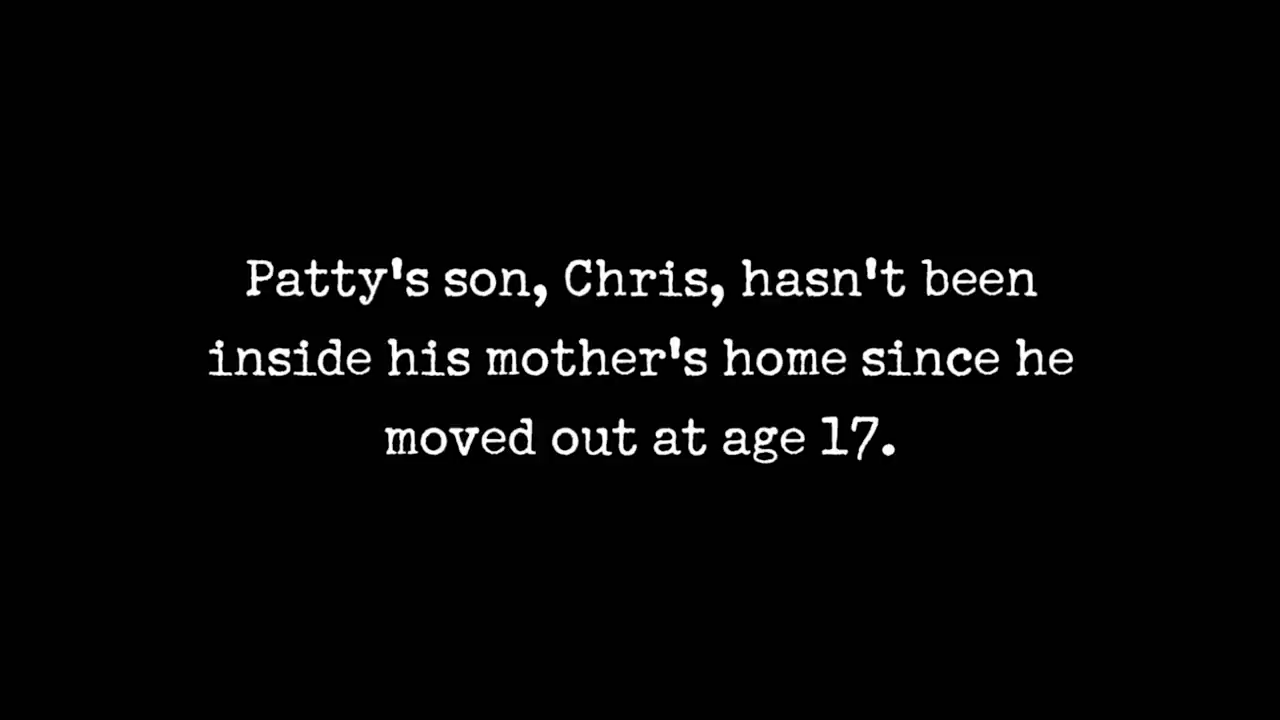 Patty's son, Chris, hasn't been
inside his mother's home since he
moved out at age 17.